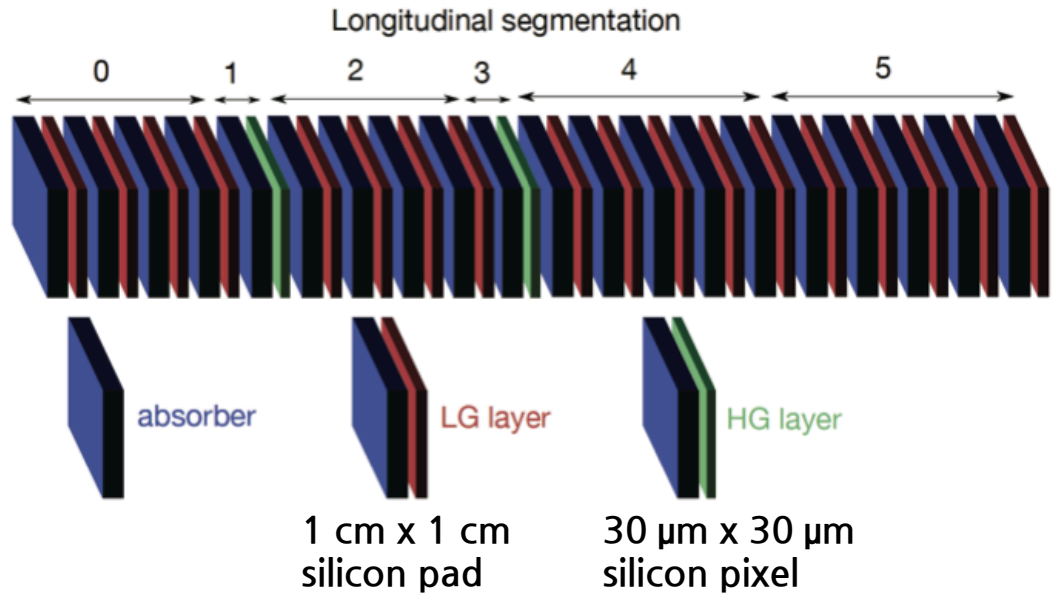 Longitudinal segmentation
0 1 2 3 4 5
absorber
LG layer
HG layer
1 cm x 1 cm
silicon pad
30 µm x 30 µm
silicon pixel